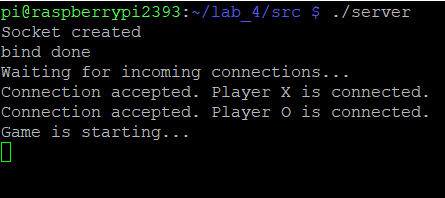 pi@raspberrypi2393:~/lab_4/src $ ./server
Socket created
bind done
Waiting for incoming connections...
Connection accepted. Player X is connected.
Connection accepted. Player O is connected.
Game is starting...